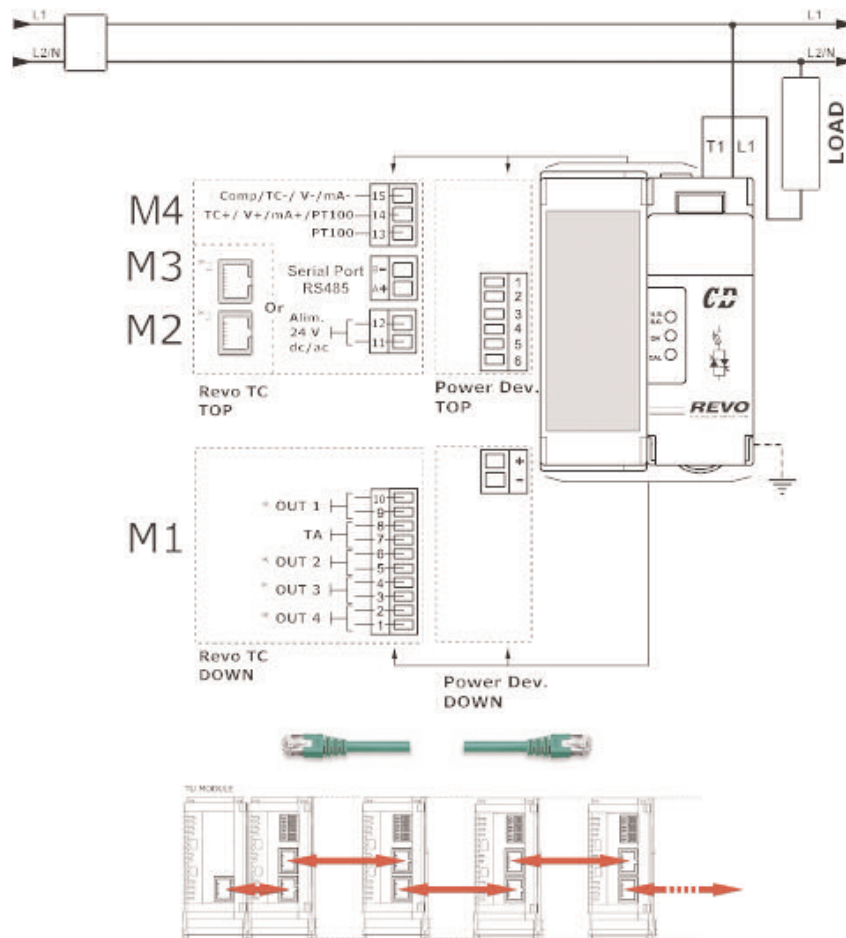 L1
L1
L2/N
L2/N
LOAD
T1
L1
M4
Comp/TC-/ V-/mA-
15
TC+/ V+/mA+/PT100
14
PT100
13
M3
Serial Port
RS485
B-
A+
Or
M2
Alim.
24 V
dc/ac
12
11
Revo TC
TOP
1
2
3
4
5
6
Power Dev.
TOP
CD
H.B.
S.C.
ON
CAL
REVO
M1
OUT 1
10
9
TA
8
7
OUT 2
6
5
OUT 3
4
3
OUT 4
2
1
Revo TC
DOWN
+
-
Power Dev.
DOWN
TU MODULE